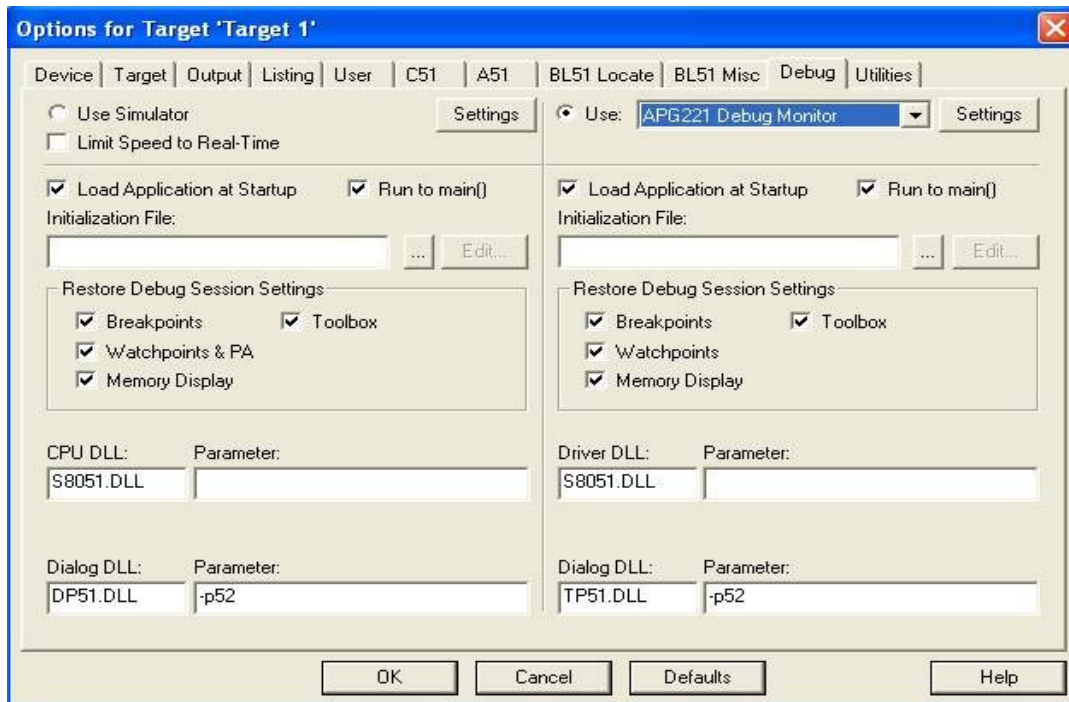 Options for Target 'Target 1'
Device Target Output Listing User C51 A51 BL51 Locate BL51 Misc Debug Utilities
Use Simulator Settings
Limit Speed to Real-Time
Use: APG221 Debug Monitor Settings
Load Application at Startup Run to main()
Initialization File:
... Edit...
Restore Debug Session Settings
Breakpoints Toolbox
Watchpoints & PA
Memory Display
Load Application at Startup Run to main()
Initialization File:
... Edit...
Restore Debug Session Settings
Breakpoints Toolbox
Watchpoints
Memory Display
CPU DLL: Parameter:
S8051.DLL
Dialog DLL: Parameter:
DP51.DLL -p52
Driver DLL: Parameter:
S8051.DLL
Dialog DLL: Parameter:
TP51.DLL -p52
OK Cancel Defaults Help